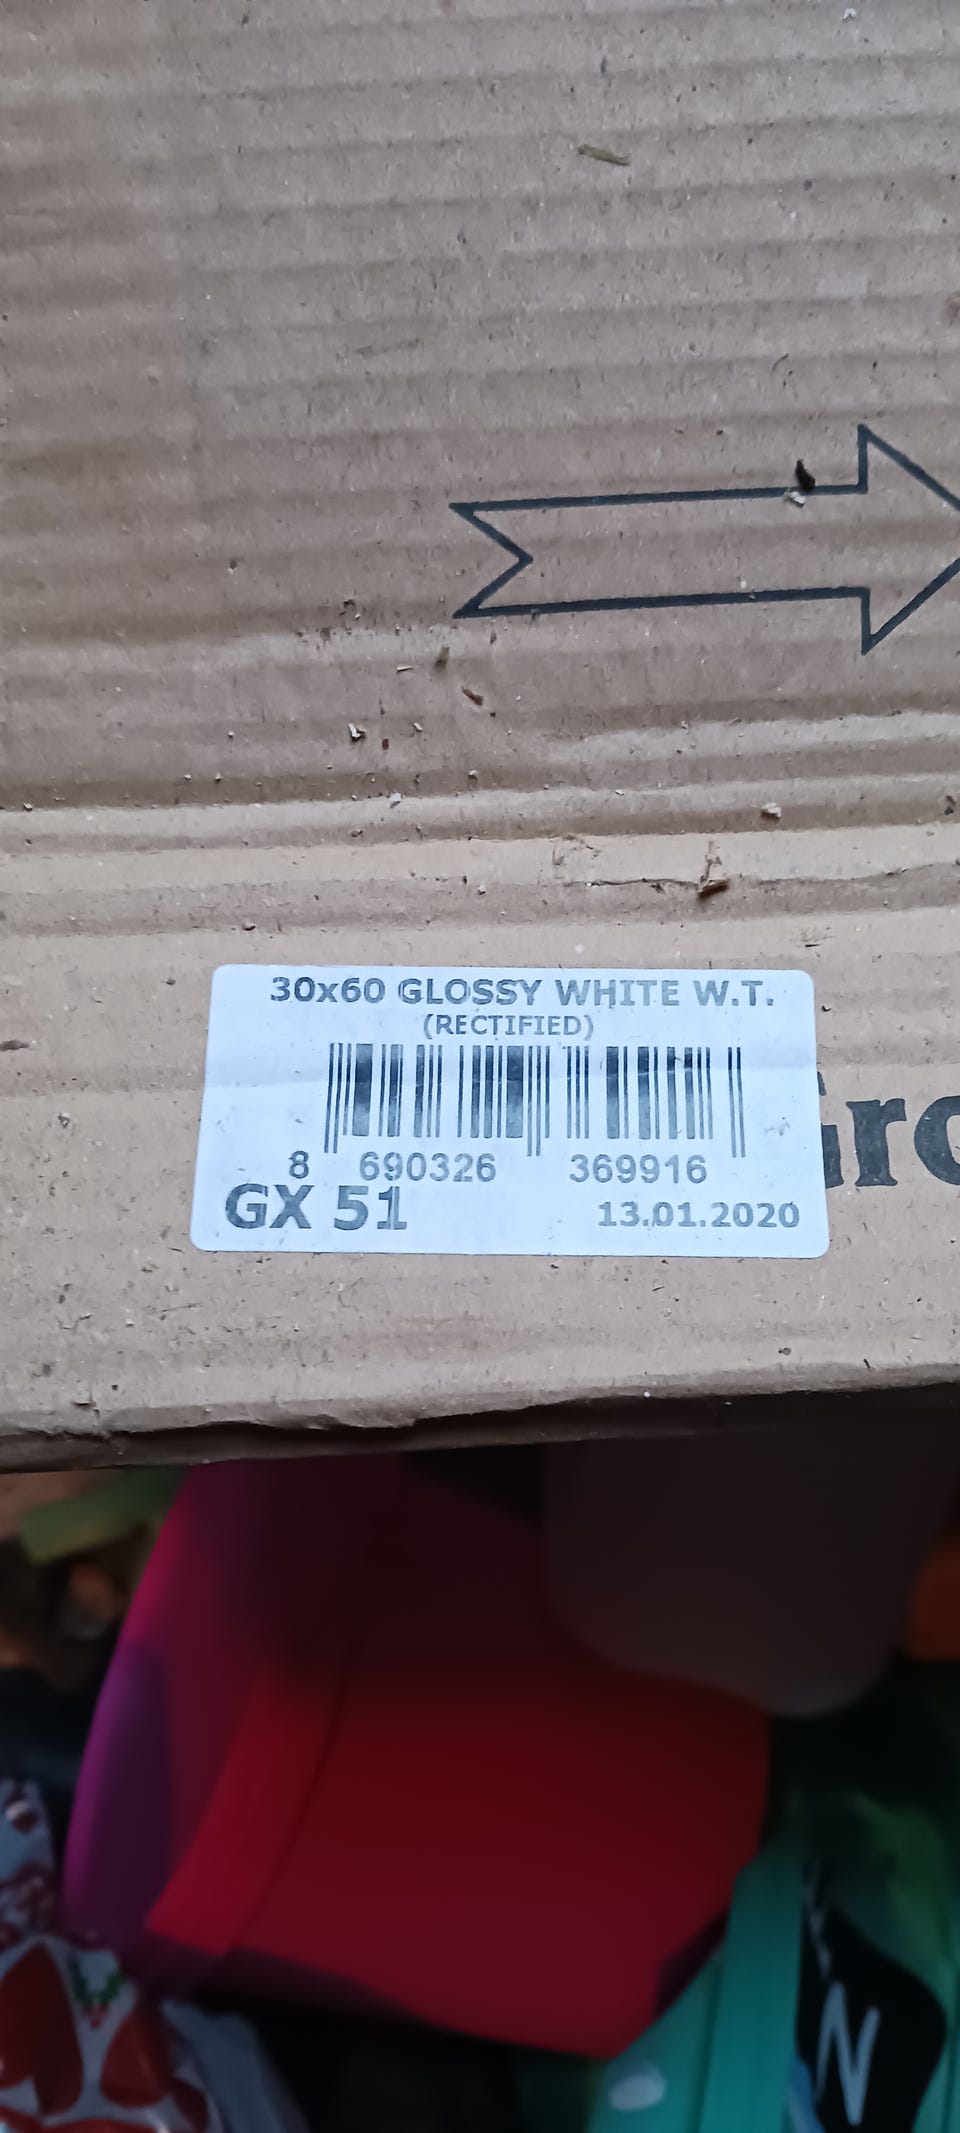 30x60 GLOSSY WHITE W.T.
(RECTIFIED)
8 690326 369916
GX 51 13.01.2020
N